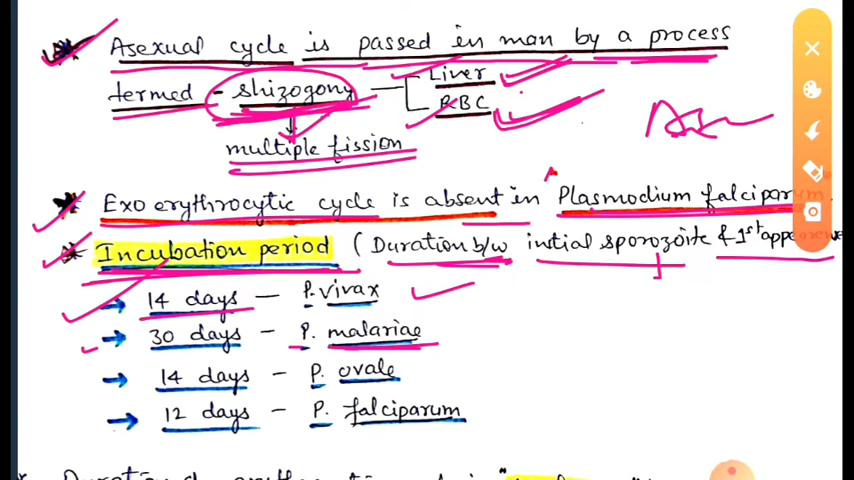 Asexual cycle is passed in man by a process
termed - shizogony — Liver
RBC
multiple fission
Exo erythrocytic cycle is absent in Plasmodium falciparum.
Incubation period ( Duration b/w initial sporozoite & 1st appearence
→ 14 days — P. vivax
→ 30 days - P. malariae
→ 14 days - P. ovale
→ 12 days - P. falciparum